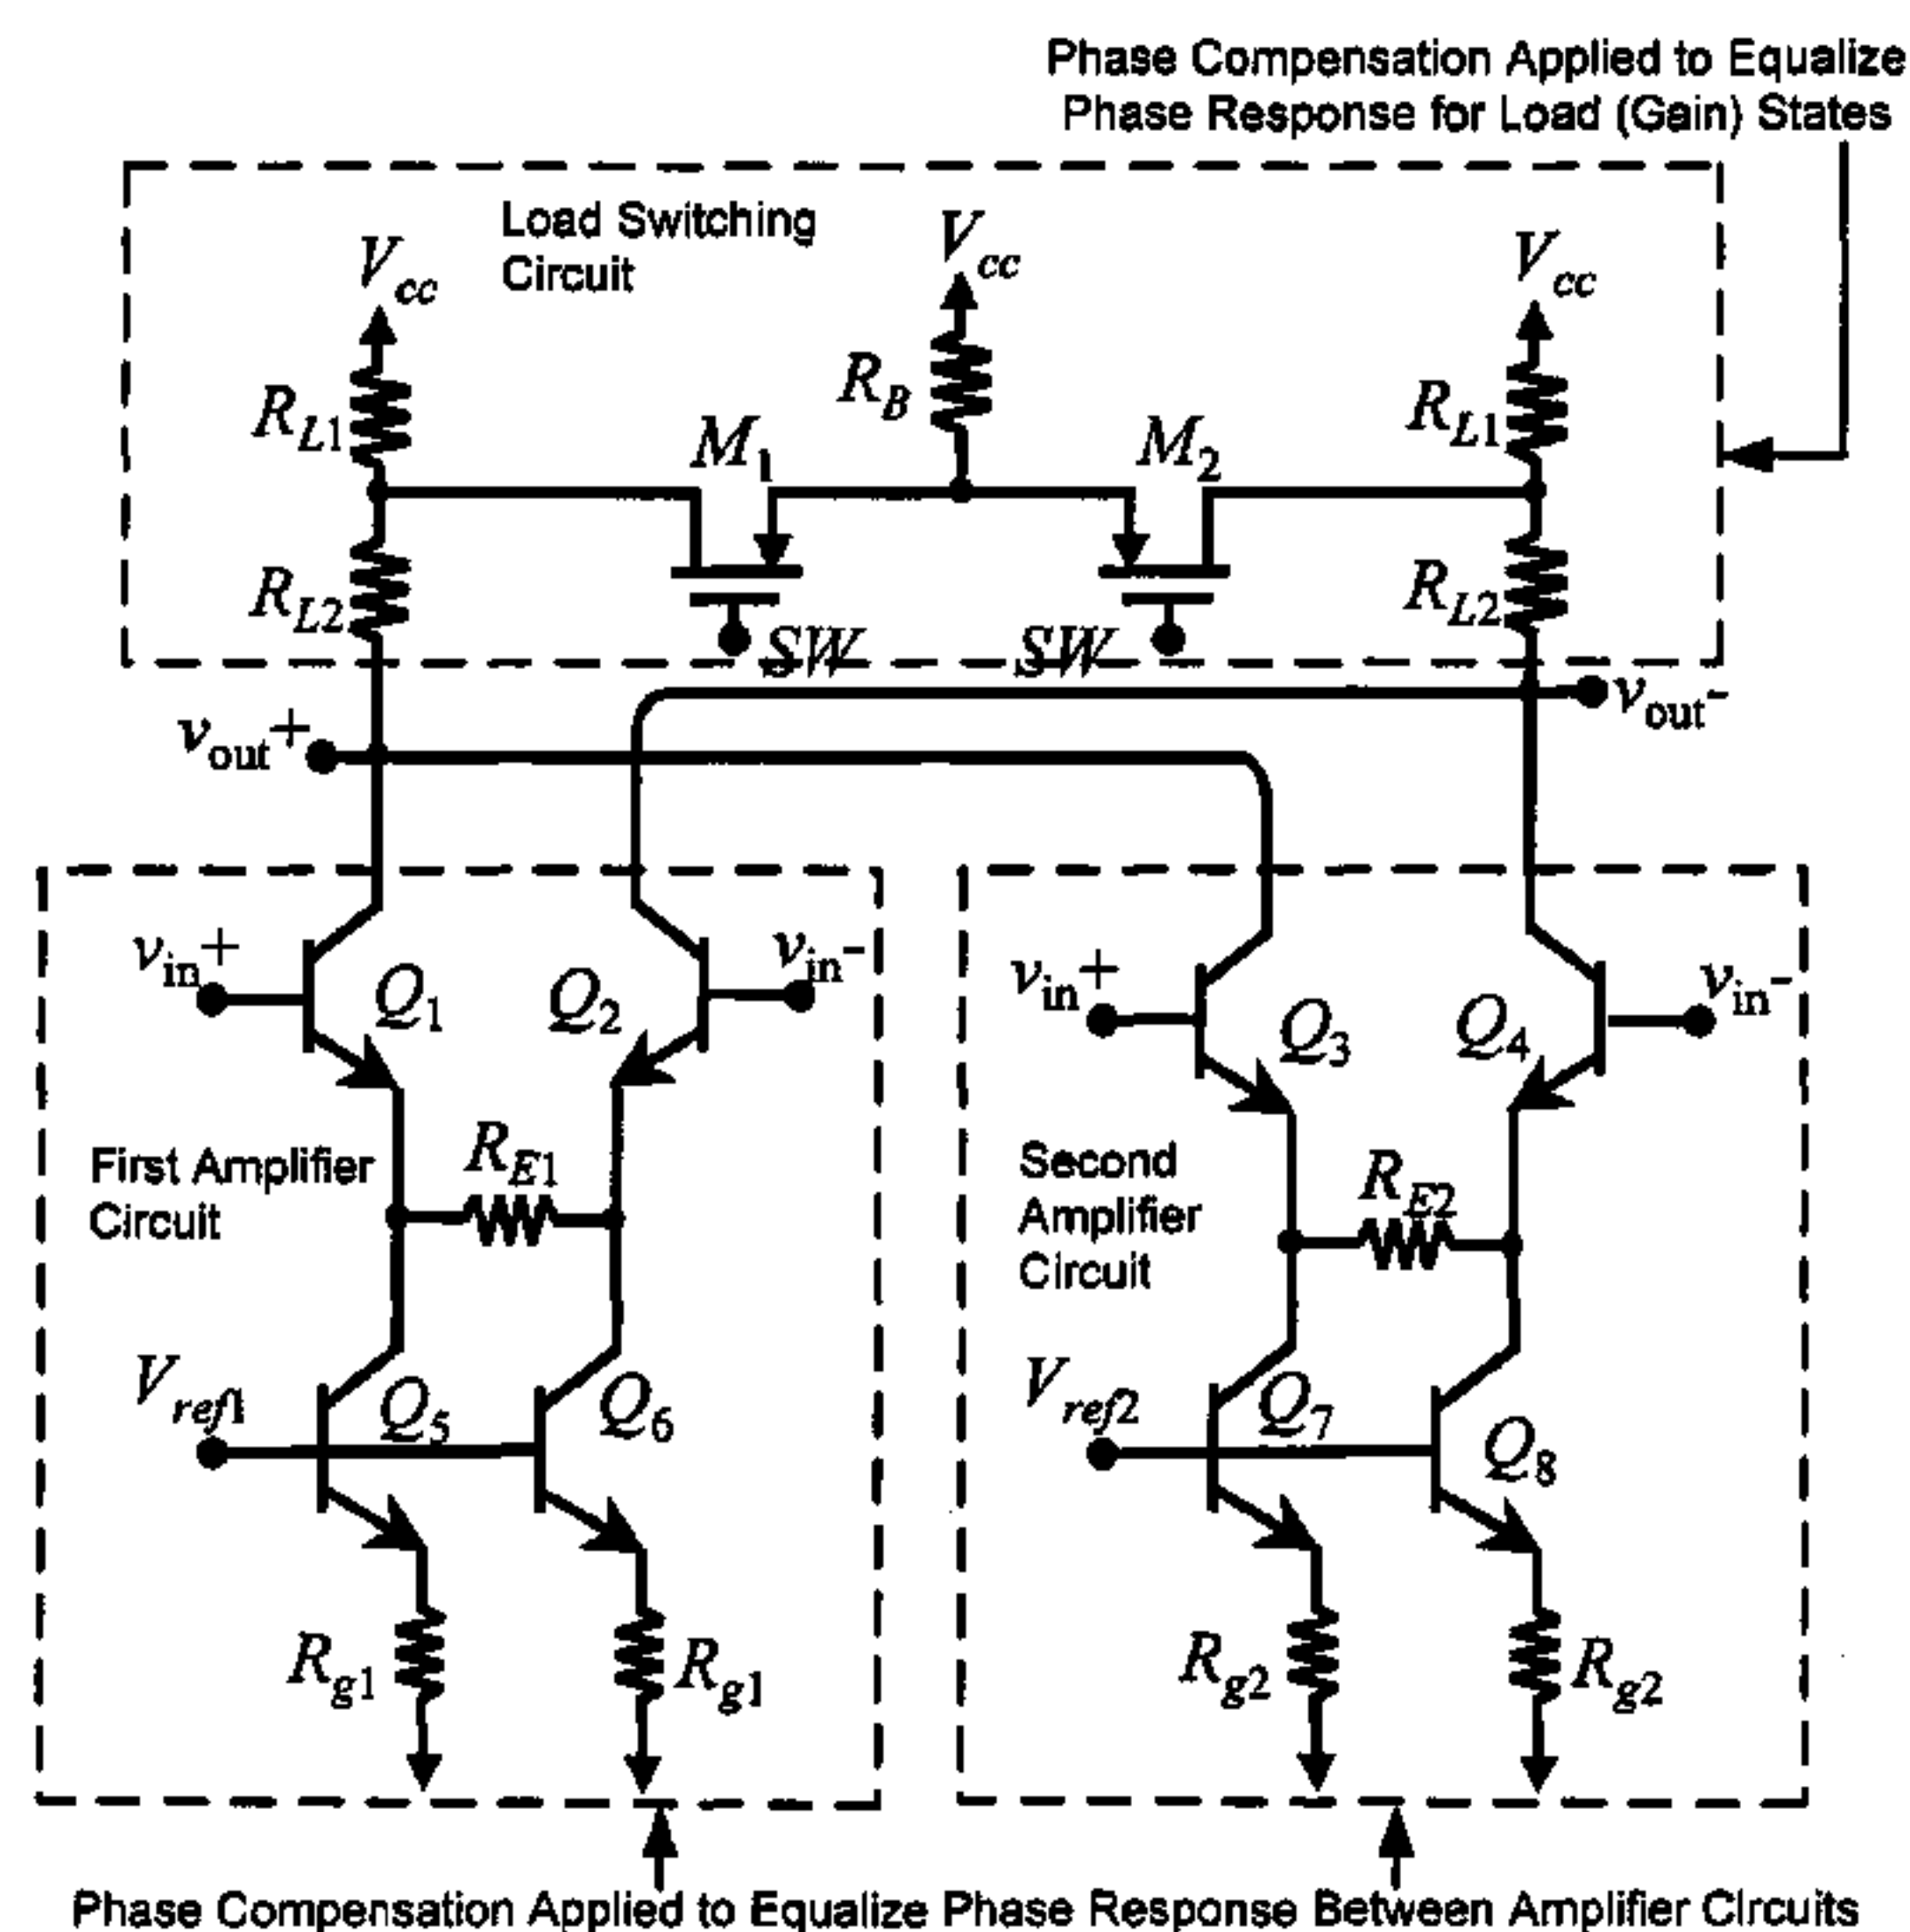 Phase Compensation Applied to Equalize
Phase Response for Load (Gain) States
Load Switching
Circuit
Vcc
Vcc
Vcc
RL1
RB
RL1
M1
M2
RL2
RL2
SW
SW
vout+
vout-
vin+
Q1
Q2
vin-
vin+
Q3
Q4
vin-
First Amplifier
Circuit
RE1
Second
Amplifier
Circuit
RE2
Vref1
Q5
Q6
Vref2
Q7
Q8
Rg1
Rg1
Rg2
Rg2
Phase Compensation Applied to Equalize Phase Response Between Amplifier Circuits